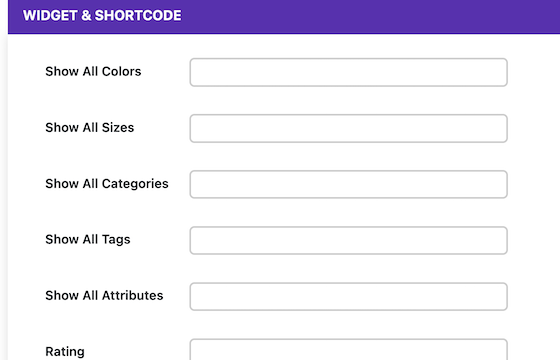 WIDGET & SHORTCODE
Show All Colors
Show All Sizes
Show All Categories
Show All Tags
Show All Attributes
Rating